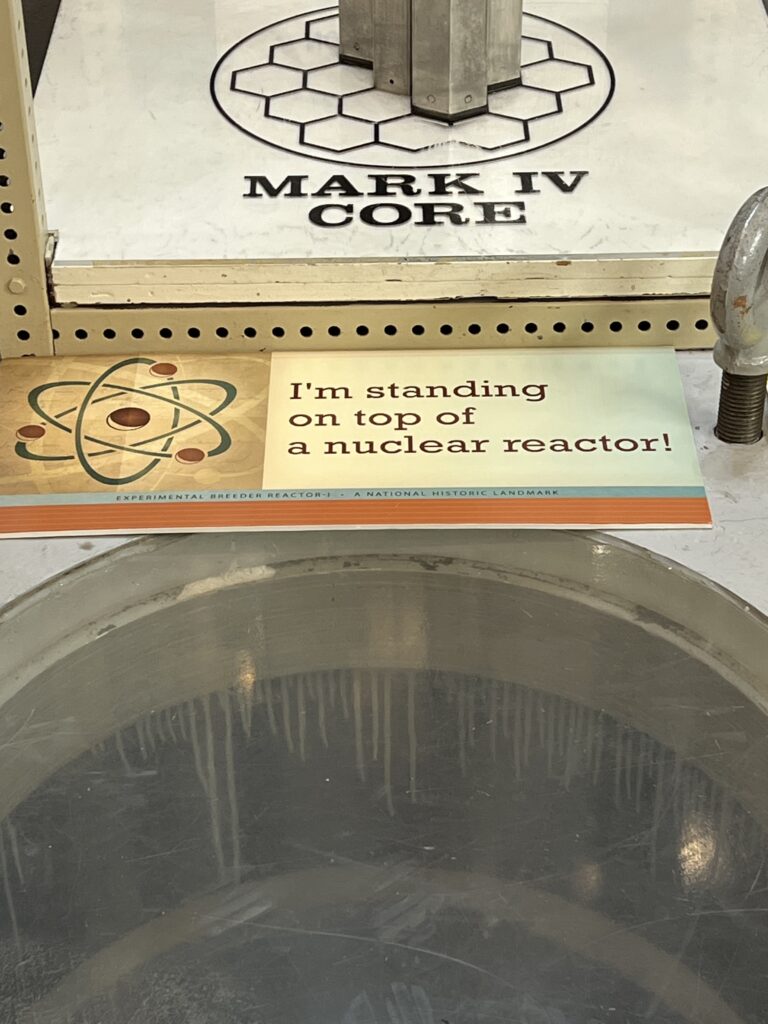 MARK IV
CORE
I'm standing
on top of
a nuclear reactor!
EXPERIMENTAL BREEDER REACTOR-I • A NATIONAL HISTORIC LANDMARK